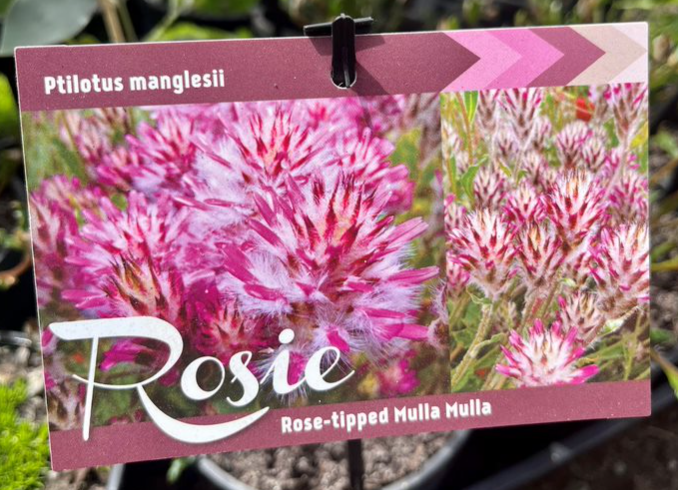 Ptilotus manglesii
Rosie
Rose-tipped Mulla Mulla